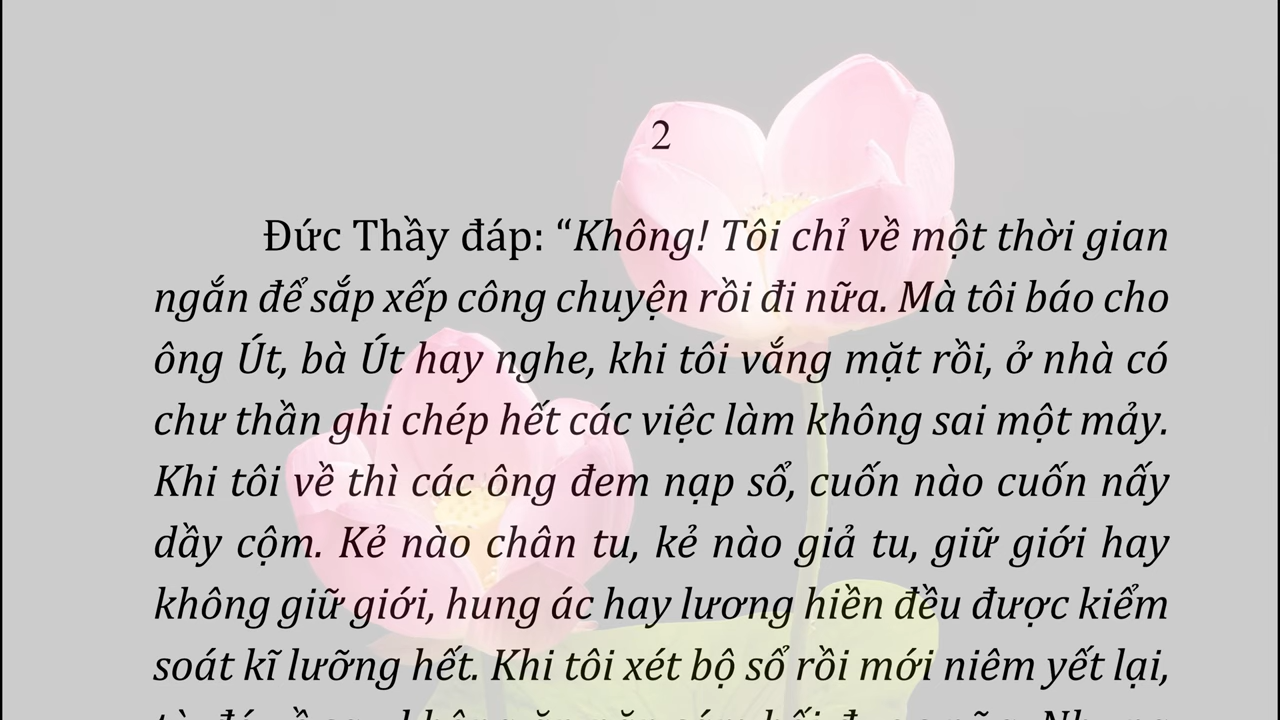 2
Đức Thầy đáp: “Không! Tôi chỉ về một thời gian
ngắn để sắp xếp công chuyện rồi đi nữa. Mà tôi báo cho
ông Út, bà Út hay nghe, khi tôi vắng mặt rồi, ở nhà có
chư thần ghi chép hết các việc làm không sai một mảy.
Khi tôi về thì các ông đem nạp sổ, cuốn nào cuốn nấy
dầy cộm. Kẻ nào chân tu, kẻ nào giả tu, giữ giới hay
không giữ giới, hung ác hay lương hiền đều được kiểm
soát kĩ lưỡng hết. Khi tôi xét bộ sổ rồi mới niêm yết lại,